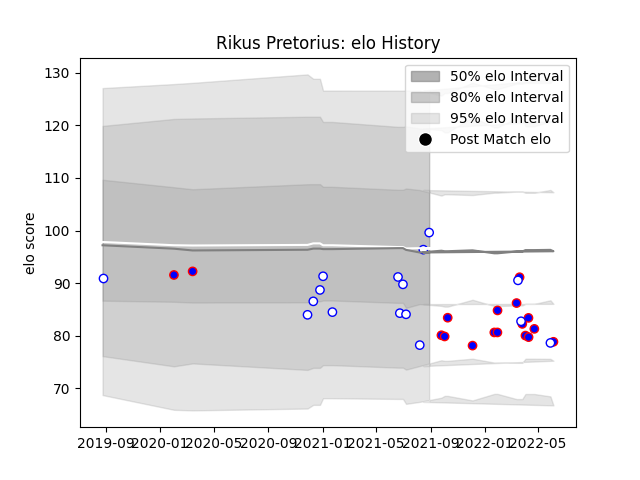 Rikus Pretorius: elo History
130
120
110
100
90
80
70
elo score
50% elo Interval
80% elo Interval
95% elo Interval
Post Match elo
2019-09 2020-01 2020-05 2020-09 2021-01 2021-05 2021-09 2022-01 2022-05